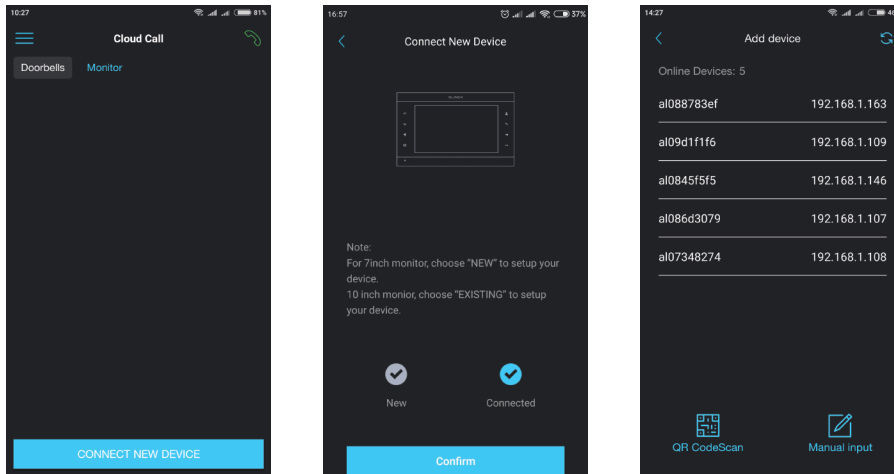 10:27
81%
Cloud Call
Doorbells Monitor
CONNECT NEW DEVICE
16:57
37%
Connect New Device
Note:
For 7inch monitor, choose "NEW" to setup your
device.
10 inch monior, choose "EXISTING" to setup
your device.
New Connected
Confirm
14:27
46
Add device
Online Devices: 5
al088783ef 192.168.1.163
al09d1f1f6 192.168.1.109
al0845f5f5 192.168.1.146
al086d3079 192.168.1.107
al07348274 192.168.1.108
QR CodeScan Manual input